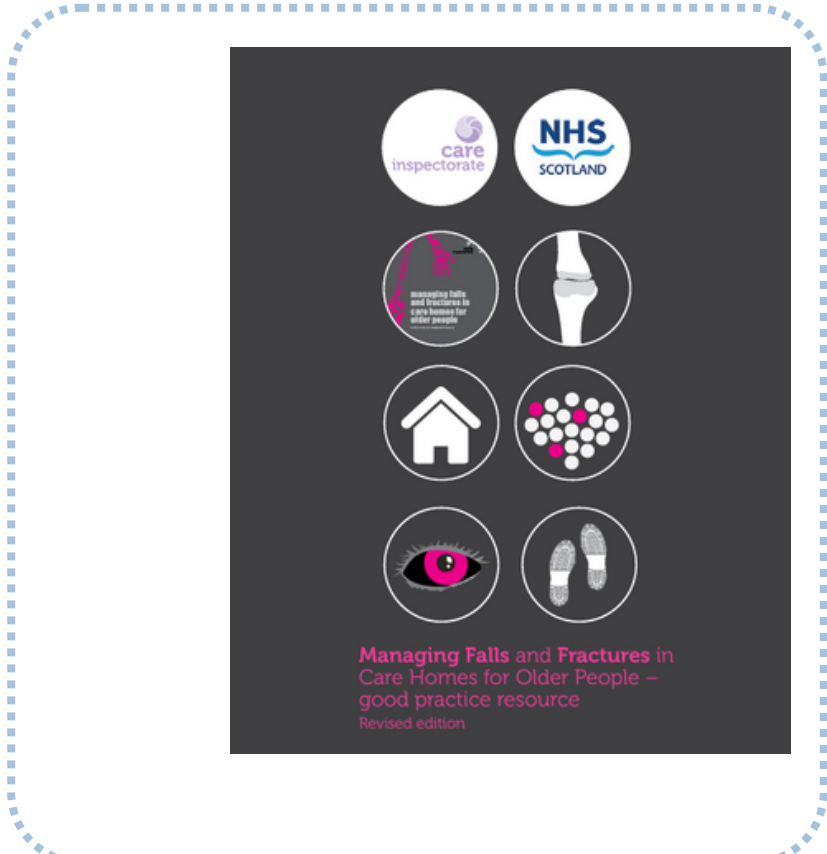 care
inspectorate
NHS
SCOTLAND
managing falls
and fractures in
care homes for
older people
Managing Falls and Fractures in
Care Homes for Older People –
good practice resource
Revised edition